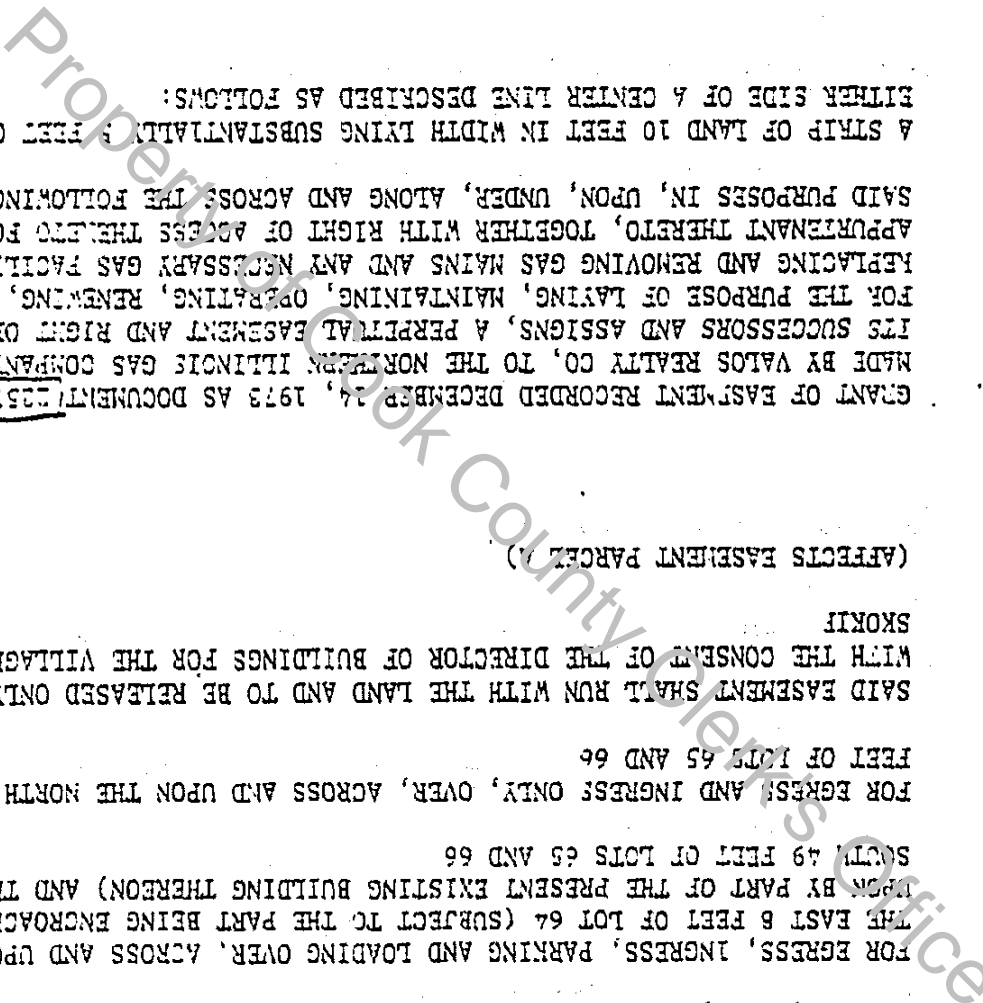 FOR EGRESS, INGRESS, PARKING AND LOADING OVER, ACROSS AND UPO
THE EAST 8 FEET OF LOT 64 (SUBJECT TO THE PART BEING ENCROAC
UPON BY PART OF THE PRESENT EXISTING BUILDING THEREON) AND T
SOUTH 49 FEET OF LOTS 65 AND 66
FOR EGRESS AND INGRESS ONLY, OVER, ACROSS AND UPON THE NORTH
FEET OF LOTS 65 AND 66
SAID EASEMENT SHALL RUN WITH THE LAND AND TO BE RELEASED ONLY
WITH THE CONSENT OF THE DIRECTOR OF BUILDINGS FOR THE VILLAGE
SKOKIE
(AFFECTS EASEMENT PARCEL A)
GRANT OF EASEMENT RECORDED DECEMBER 14, 1973 AS DOCUMENT
MADE BY VALOS REALTY CO, TO THE NORTHERN ILLINOIS GAS COMPANY
ITS SUCCESSORS AND ASSIGNS, A PERPETUAL EASEMENT AND RIGHT O
FOR THE PURPOSE OF LAYING, MAINTAINING, OPERATING, RENEWING,
REPLACING AND REMOVING GAS MAINS AND ANY NECESSARY GAS FACILI
APPURTENANT THERETO, TOGETHER WITH RIGHT OF ACCESS THERETO FO
SAID PURPOSES IN, UPON, UNDER, ALONG AND ACROSS THE FOLLOWING
A STRIP OF LAND 10 FEET IN WIDTH LYING SUBSTANTIALLY 5 FEET O
EITHER SIDE OF A CENTER LINE DESCRIBED AS FOLLOWS:
Property of Cook County Clerk's Office